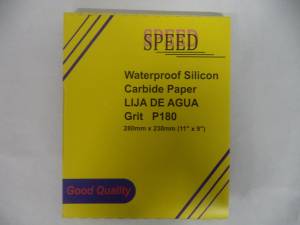 SPEED
Waterproof Silicon
Carbide Paper
LIJA DE AGUA
Grit P180
280mm x 230mm (11" x 9")
Good Quality